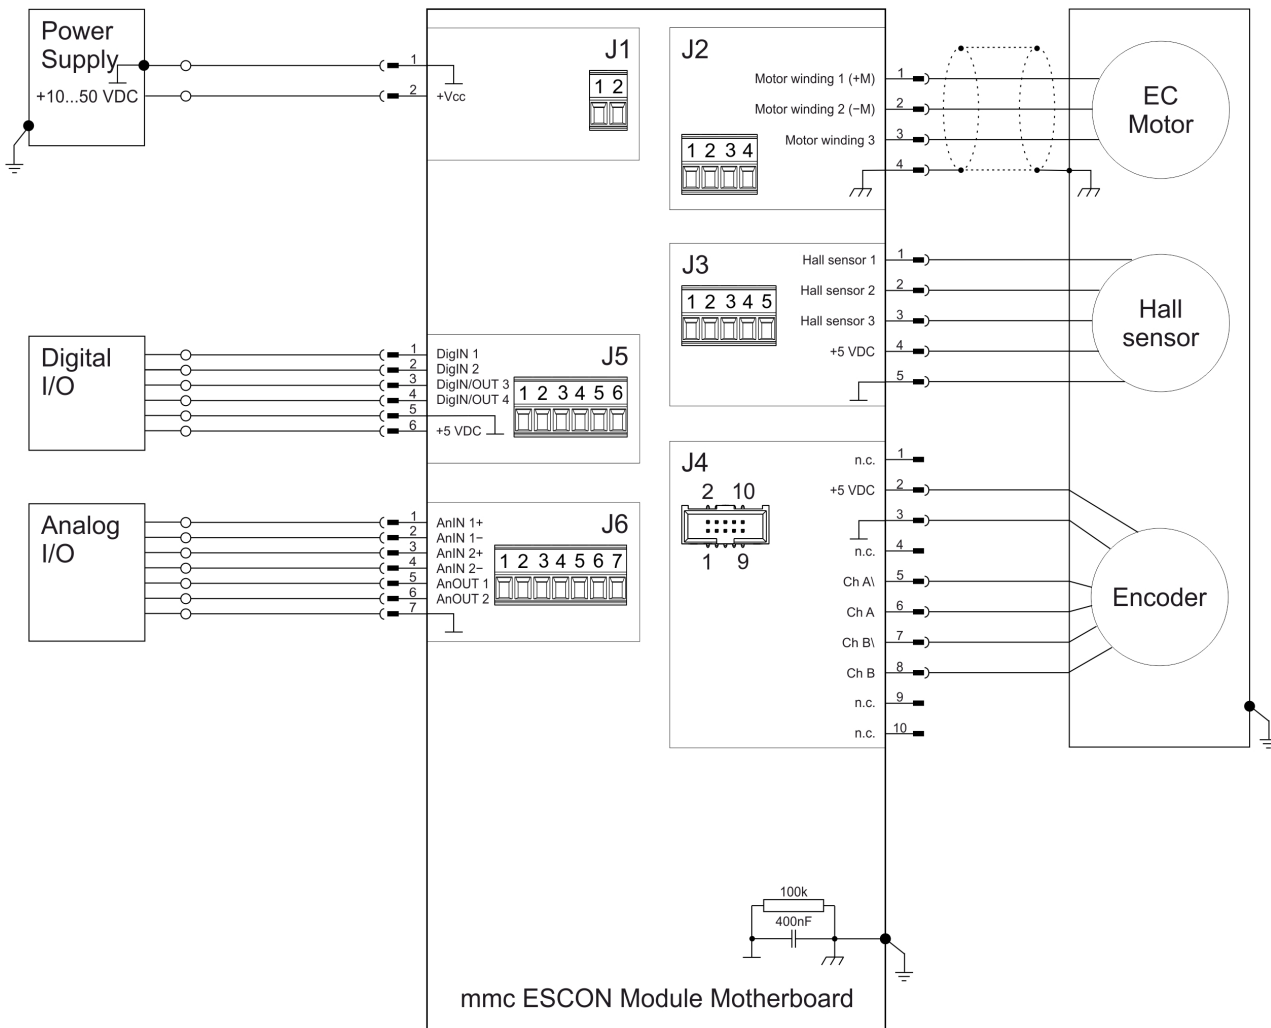 Power
Supply
+10...50 VDC
1
2
+Vcc
J1
1 2
J2
Motor winding 1 (+M)
Motor winding 2 (−M)
Motor winding 3
1
2
3
4
1 2 3 4
EC
Motor
J3
Hall sensor 1
Hall sensor 2
Hall sensor 3
+5 VDC
1
2
3
4
5
1 2 3 4 5
Hall
sensor
Digital
I/O
1
2
3
4
5
6
DigIN 1
DigIN 2
DigIN/OUT 3
DigIN/OUT 4
+5 VDC
J5
1 2 3 4 5 6
Analog
I/O
1
2
3
4
5
6
7
AnIN 1+
AnIN 1−
AnIN 2+
AnIN 2−
AnOUT 1
AnOUT 2
J6
1 2 3 4 5 6 7
J4
2 10
1 9
n.c. 1
+5 VDC 2
3
n.c. 4
Ch A\ 5
Ch A 6
Ch B\ 7
Ch B 8
n.c. 9
n.c. 10
Encoder
100k
400nF
mmc ESCON Module Motherboard